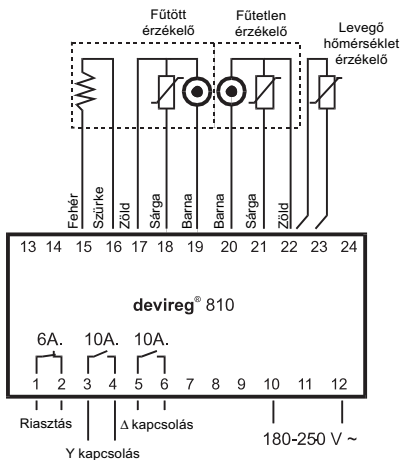 Fűtött
érzékelő
Fűtetlen
érzékelő
Levegő
hőmérséklet
érzékelő
Fehér
Szürke
Zöld
Sárga
Barna
Barna
Sárga
Zöld
13 14 15 16 17 18 19 20 21 22 23 24
devireg® 810
6A. 10A. 10A.
1 2 3 4 5 6 7 8 9 10 11 12
Riasztás
Δ kapcsolás
Y kapcsolás
180-250 V ~